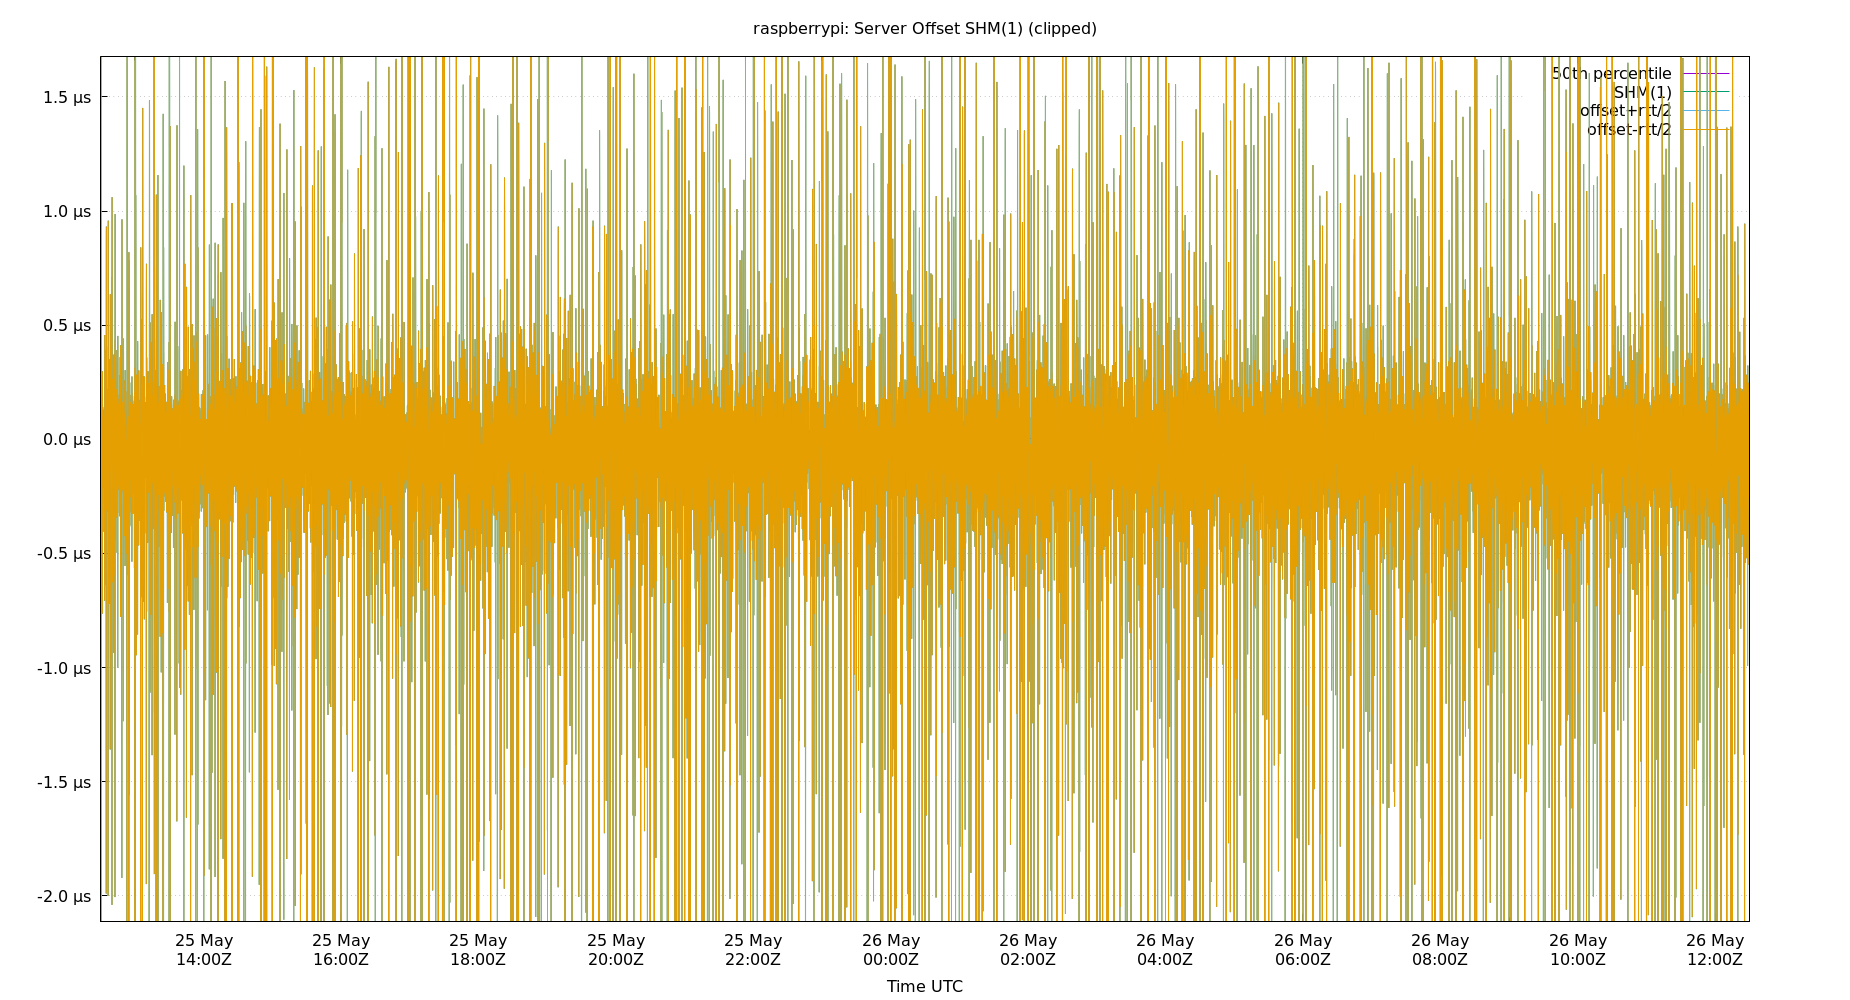 raspberrypi: Server Offset SHM(1) (clipped)
50th percentile
SHM(1)
offset+rtt/2
offset-rtt/2
1.5 µs
1.0 µs
0.5 µs
0.0 µs
-0.5 µs
-1.0 µs
-1.5 µs
-2.0 µs
25 May 25 May 25 May 25 May 25 May 26 May 26 May 26 May 26 May 26 May 26 May 26 May
14:00Z 16:00Z 18:00Z 20:00Z 22:00Z 00:00Z 02:00Z 04:00Z 06:00Z 08:00Z 10:00Z 12:00Z
Time UTC